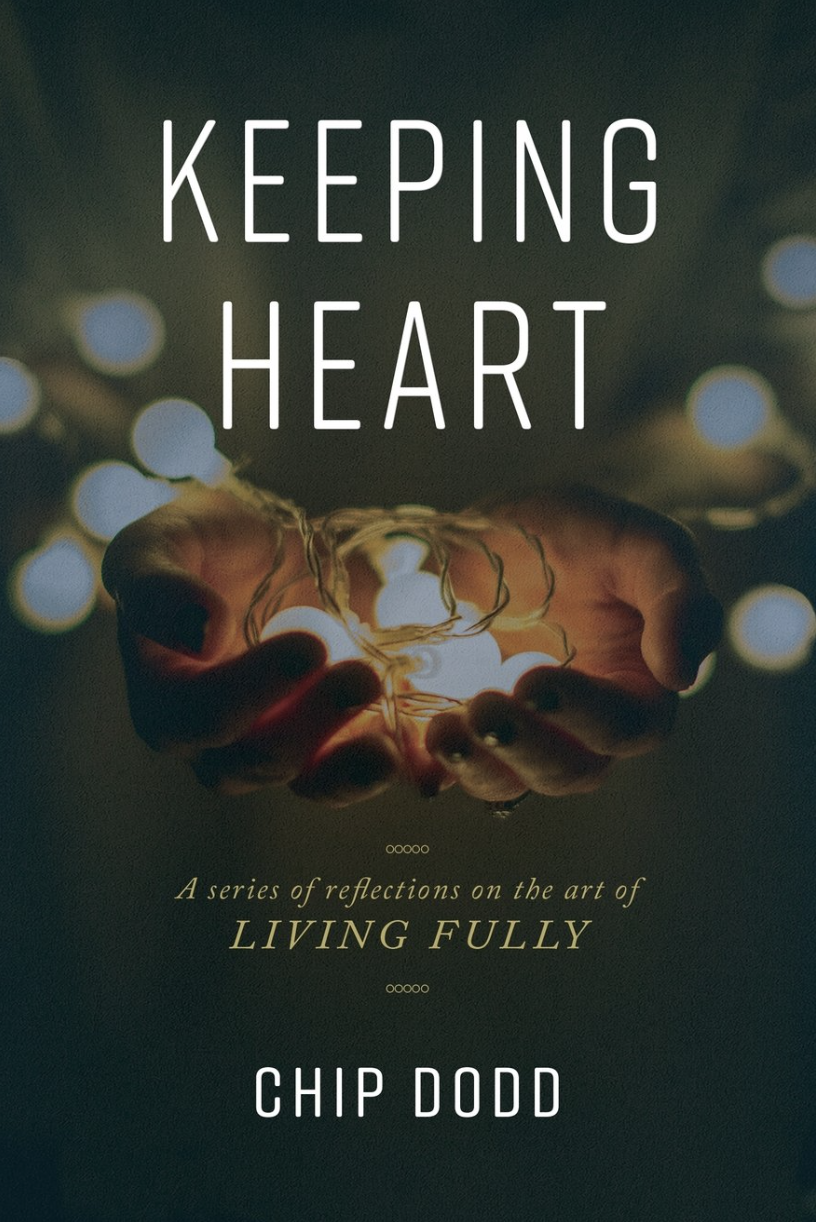 KEEPING
HEART
A series of reflections on the art of
LIVING FULLY
CHIP DODD